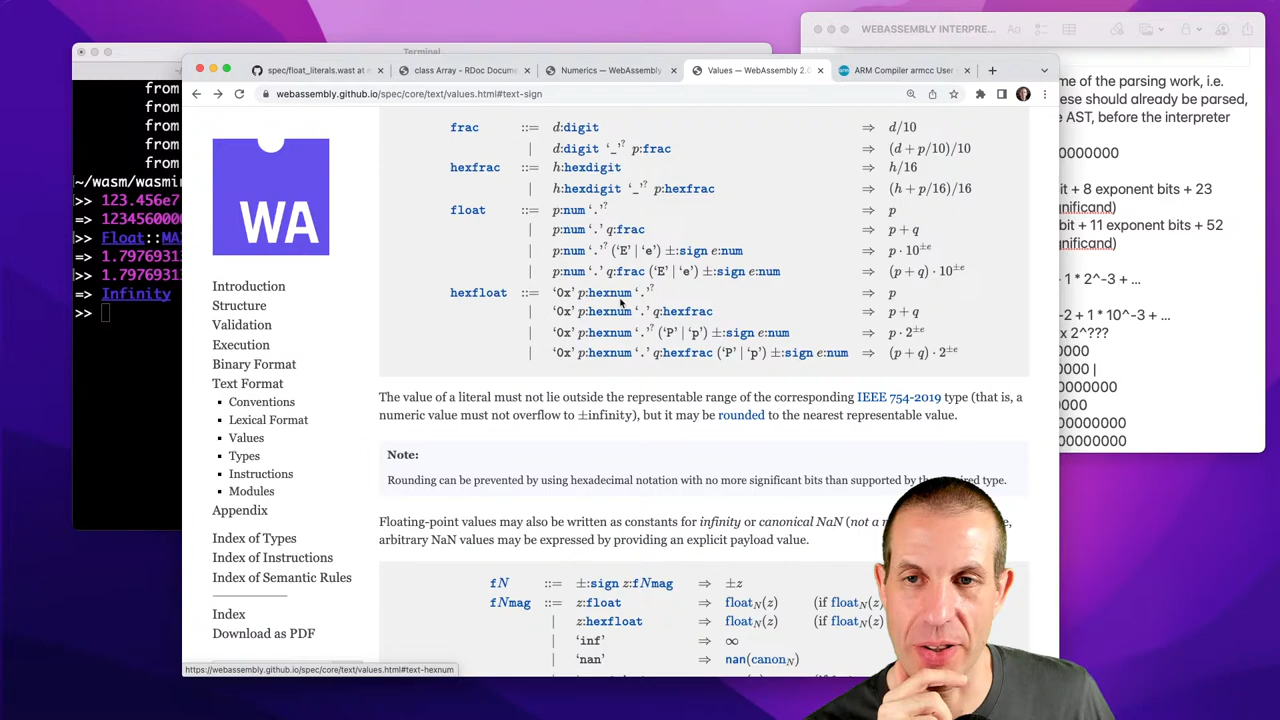 Terminal
WEBASSEMBLY INTERPRE...
Aa
spec/float_literals.wast at
class Array - RDoc Docume
Numerics — WebAssembly
Values — WebAssembly 2.0
ARM Compiler armcc User
webassembly.github.io/spec/core/text/values.html#text-sign
from
from
from
from
from
~/wasm/wasmir
>> 123.456e7
=> 1234560000
>> Float::MA
=> 1.7976931
>> 1.7976931
=> Infinity
>>
me of the parsing work, i.e.
ese should already be parsed,
e AST, before the interpreter
0000000
it + 8 exponent bits + 23
gnificand)
bit + 11 exponent bits + 52
gnificand)
1 * 2^-3 + ...
-2 + 1 * 10^-3 + ...
x 2^???
0000
0000 |
0000
00000000
00000000
WA
Introduction
Structure
Validation
Execution
Binary Format
Text Format
Conventions
Lexical Format
Values
Types
Instructions
Modules
Appendix
Index of Types
Index of Instructions
Index of Semantic Rules
Index
Download as PDF
frac ::= d:digit ⇒ d/10
| d:digit ‘_’? p:frac ⇒ (d + p/10)/10
hexfrac ::= h:hexdigit ⇒ h/16
| h:hexdigit ‘_’? p:hexfrac ⇒ (h + p/16)/16
float ::= p:num ‘.’? ⇒ p
| p:num ‘.’ q:frac ⇒ p + q
| p:num ‘.’? (‘E’ | ‘e’) ±:sign e:num ⇒ p · 10^±e
| p:num ‘.’ q:frac (‘E’ | ‘e’) ±:sign e:num ⇒ (p + q) · 10^±e
hexfloat ::= ‘0x’ p:hexnum ‘.’? ⇒ p
| ‘0x’ p:hexnum ‘.’ q:hexfrac ⇒ p + q
| ‘0x’ p:hexnum ‘.’? (‘P’ | ‘p’) ±:sign e:num ⇒ p · 2^±e
| ‘0x’ p:hexnum ‘.’ q:hexfrac (‘P’ | ‘p’) ±:sign e:num ⇒ (p + q) · 2^±e
The value of a literal must not lie outside the representable range of the corresponding IEEE 754-2019 type (that is, a
numeric value must not overflow to ±infinity), but it may be rounded to the nearest representable value.
Note:
Rounding can be prevented by using hexadecimal notation with no more significant bits than supported by the required type.
Floating-point values may also be written as constants for infinity or canonical NaN (not a
arbitrary NaN values may be expressed by providing an explicit payload value.
fN ::= ±:sign z:fNmag ⇒ ±z
fNmag ::= z:float ⇒ floatN(z) (if floatN(z)
| z:hexfloat ⇒ floatN(z) (if floatN(z)
| ‘inf’ ⇒ ∞
| ‘nan’ ⇒ nan(canonN)
https://webassembly.github.io/spec/core/text/values.html#text-hexnum